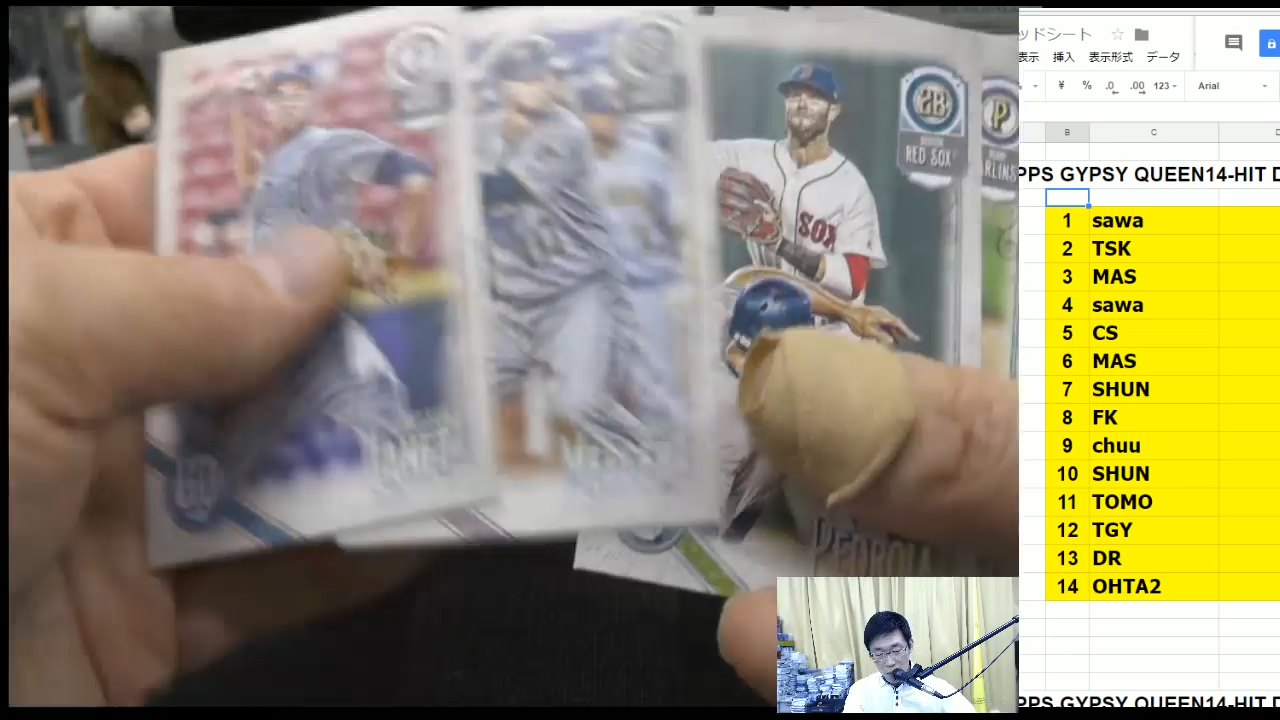 ッドシート
表示 挿入 表示形式 データ
% ¥ % .0 .00 123 Arial
B C D
PPS GYPSY QUEEN14-HIT D
1 sawa
2 TSK
3 MAS
4 sawa
5 CS
6 MAS
7 SHUN
8 FK
9 chuu
10 SHUN
11 TOMO
12 TGY
13 DR
14 OHTA2
PPS GYPSY QUEEN14-HIT D
2B
RED SOX
P
MARLINS
SOX
PEDROIA
GQ